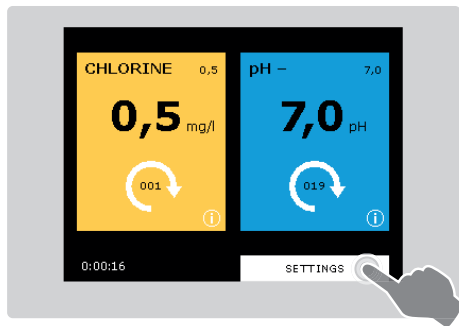 CHLORINE 0,5
0,5 mg/l
001
i
pH – 7,0
7,0 pH
019
i
0:00:16
SETTINGS